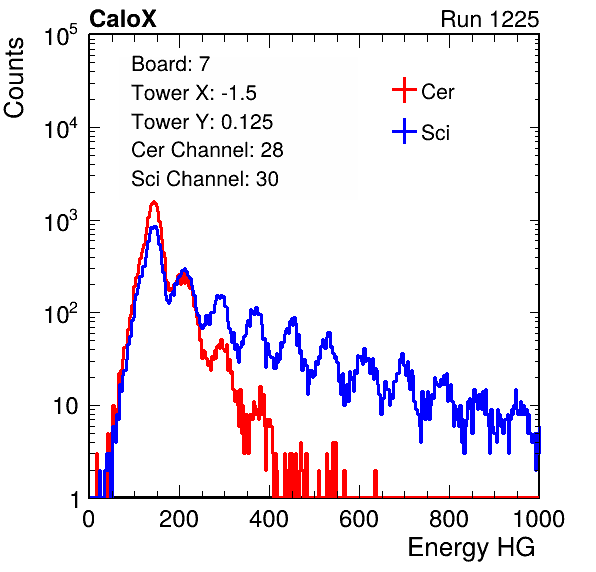 CaloX Run 1225
Counts
10^5
10^4
10^3
10^2
10
1
Board: 7
Tower X: -1.5
Tower Y: 0.125
Cer Channel: 28
Sci Channel: 30
Cer
Sci
0 200 400 600 800 1000
Energy HG